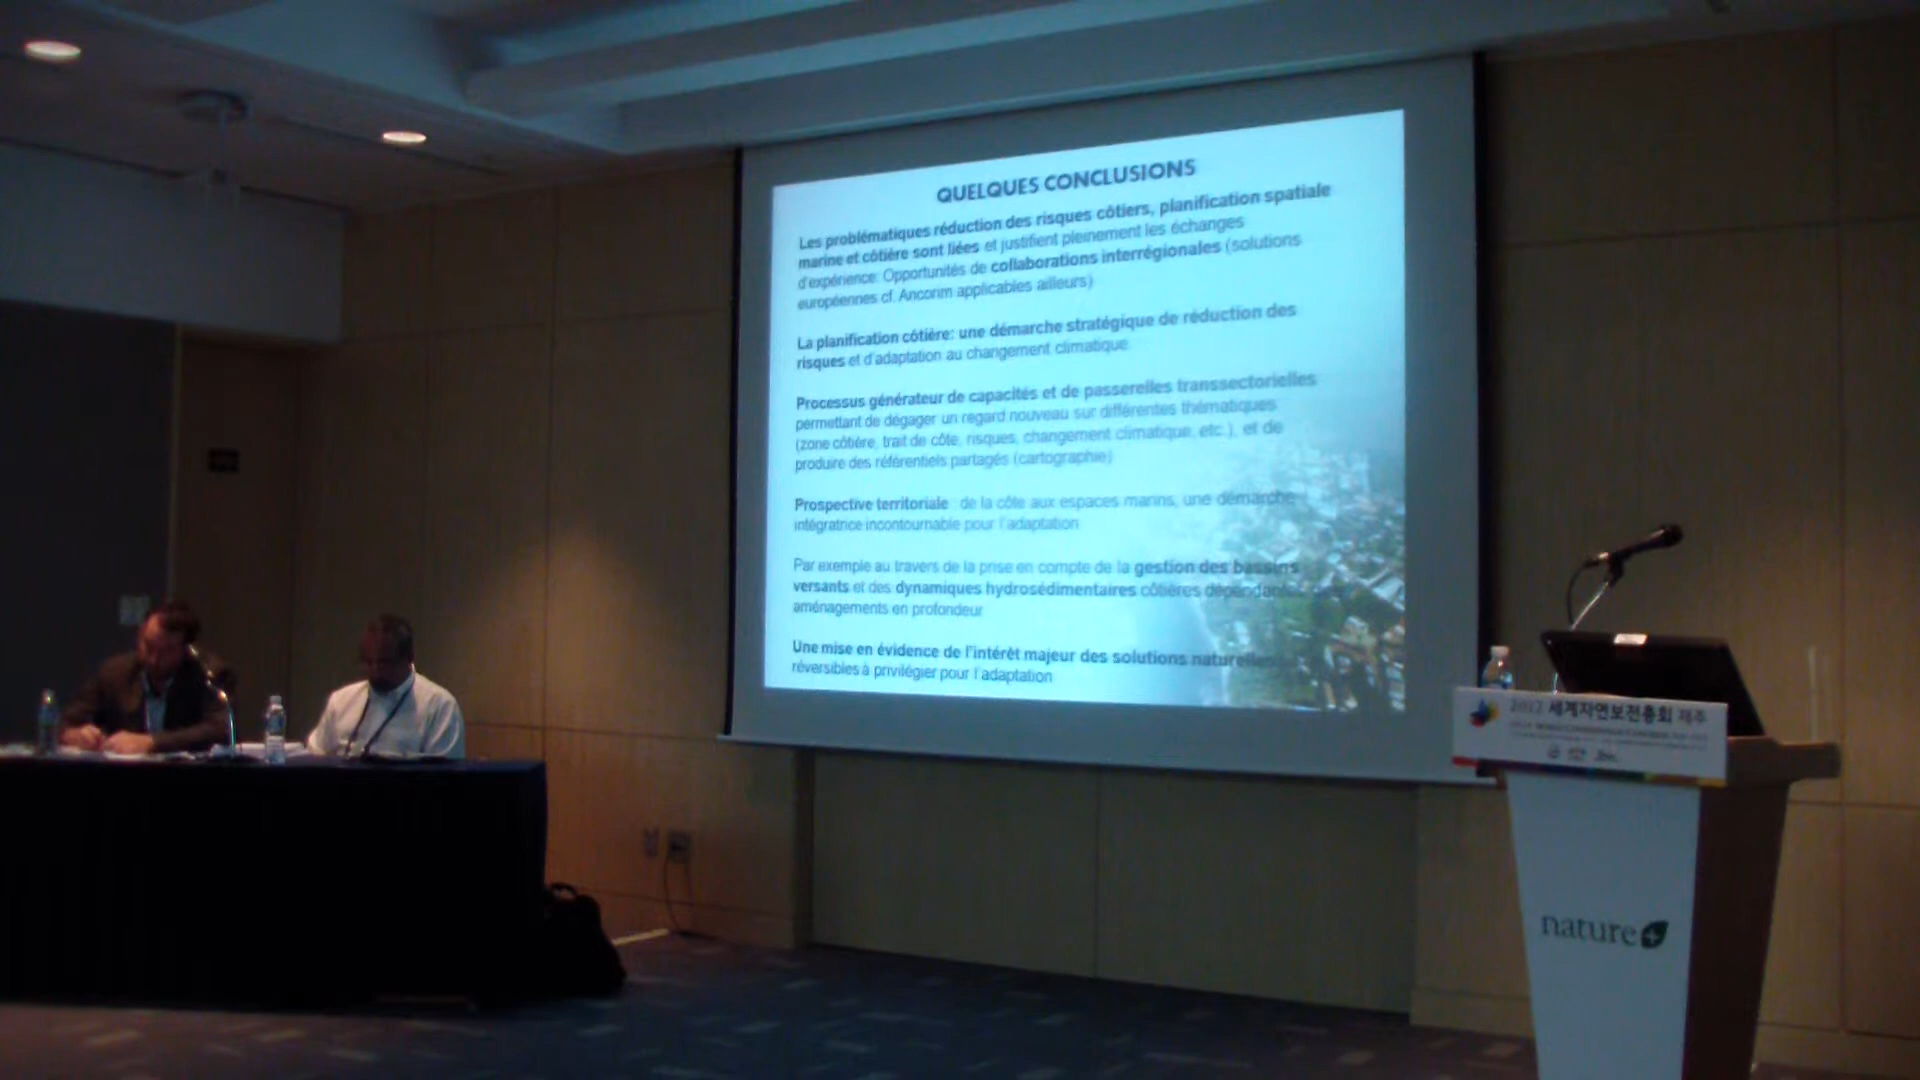 QUELQUES CONCLUSIONS
Les problématiques réduction des risques côtiers, planification spatiale
marine et côtière sont liées et justifient pleinement les échanges
d'expérience: Opportunités de collaborations interrégionales (solutions
européennes cf. Ancorim applicables ailleurs)
La planification côtière: une démarche stratégique de réduction des
risques et d'adaptation au changement climatique
Processus générateur de capacités et de passerelles transsectorielles
permettant de dégager un regard nouveau sur différentes thématiques
(zone côtière, trait de côte, risques, changement climatique, etc.), et de
produire des référentiels partagés (cartographie)
Prospective territoriale : de la côte aux espaces marins, une démarche
intégratrice incontournable pour l'adaptation
Par exemple au travers de la prise en compte de la gestion des bassins
versants et des dynamiques hydrosédimentaires côtières
aménagements en profondeur
Une mise en évidence de l'intérêt majeur des solutions naturelles
réversibles à privilégier pour l'adaptation
2012 세계자연보전총회 제주
nature+